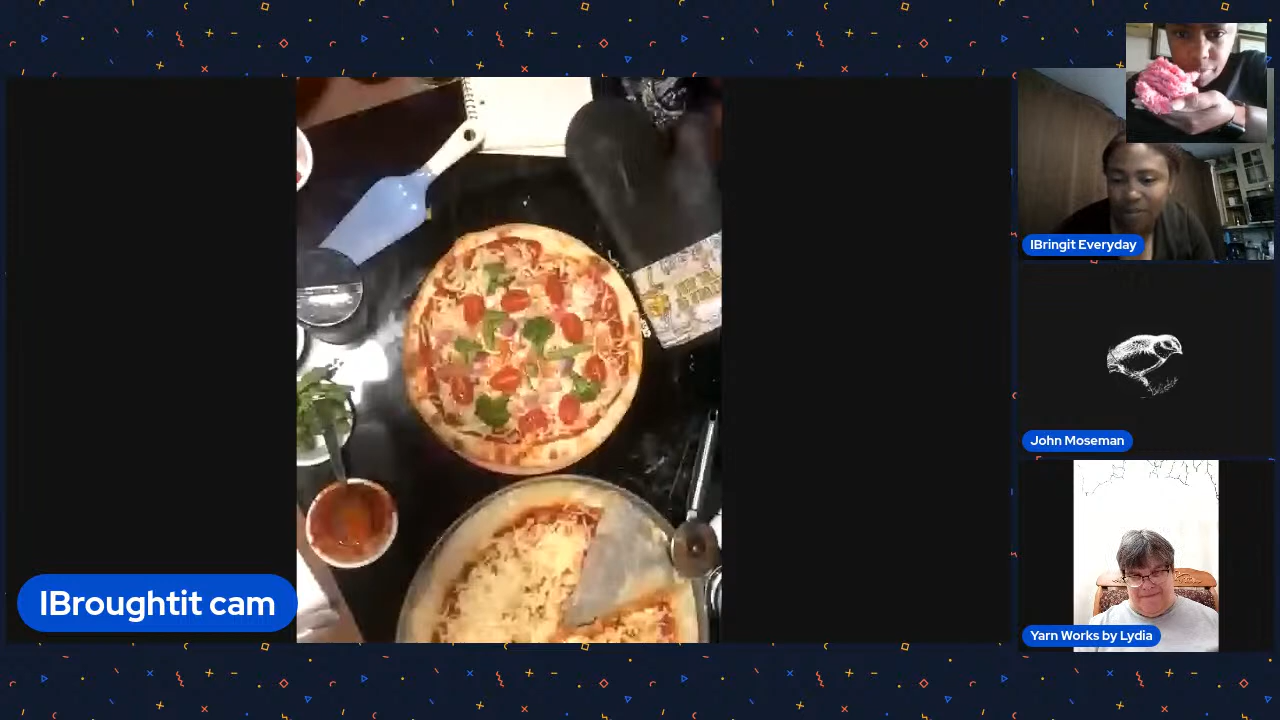 IBringit Everyday
John Moseman
IBroughtit cam
Yarn Works by Lydia